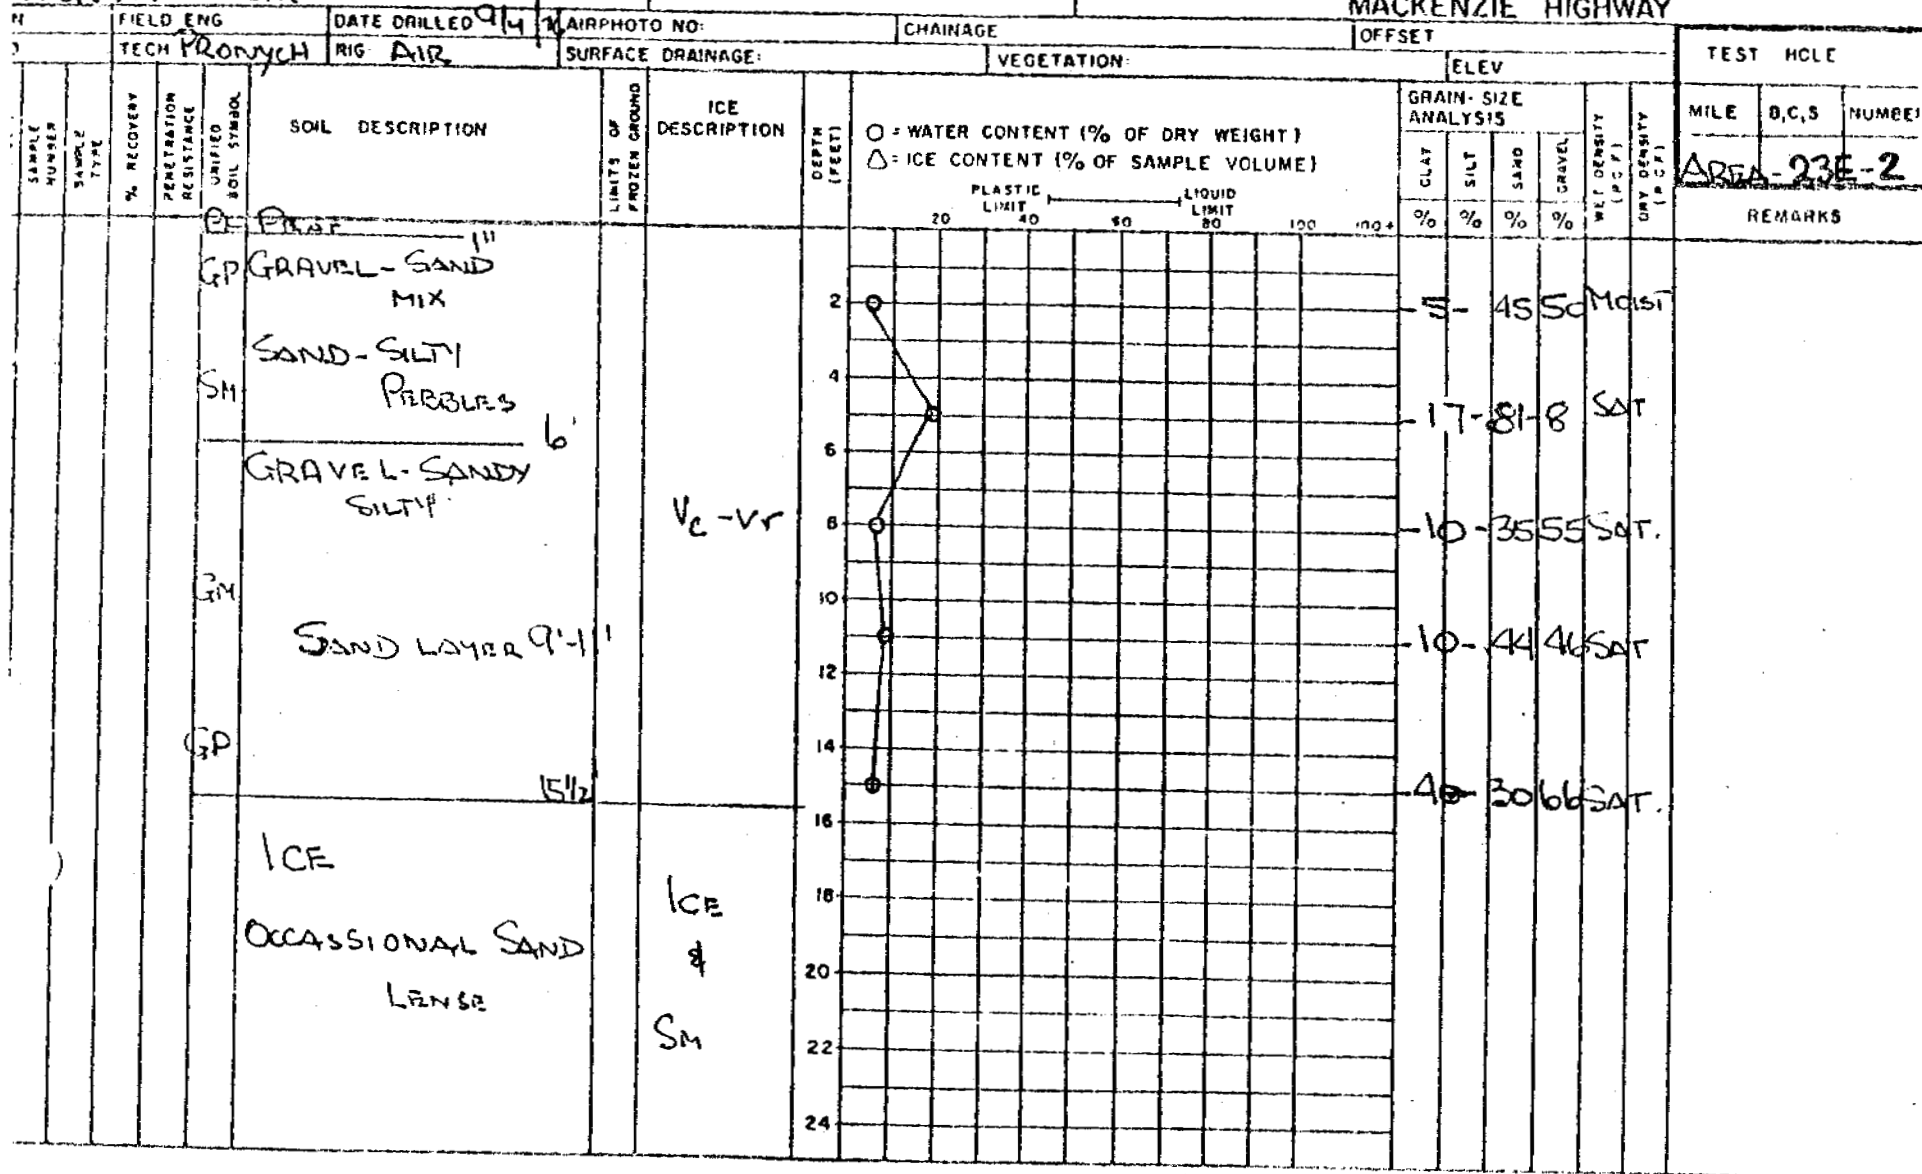 MACKENZIE HIGHWAY
FIELD ENG
DATE DRILLED 9/4
AIRPHOTO NO:
CHAINAGE
OFFSET
TECH PRONYCH
RIG AIR
SURFACE DRAINAGE:
VEGETATION:
ELEV
TEST HOLE
MILE B,C,S NUMBER
AREA-23E-2
REMARKS
SAMPLE NUMBER
SAMPLE TYPE
% RECOVERY
PENETRATION RESISTANCE
UNIFIED SOIL SYMBOL
SOIL DESCRIPTION
LIMITS OF FROZEN GROUND
ICE DESCRIPTION
DEPTH (FEET)
O = WATER CONTENT (% OF DRY WEIGHT)
△ = ICE CONTENT (% OF SAMPLE VOLUME)
PLASTIC LIMIT
LIQUID LIMIT
20 40 60 80 100 100+
GRAIN-SIZE ANALYSIS
CLAY SILT SAND GRAVEL
% % % %
WET DENSITY (P C F)
DRY DENSITY (P C F)
PEAT 1"
GP GRAVEL-SAND
MIX
2
-5- 45 50 MOIST
SAND-SILTY
4
SM PEBBLES
-17-81-8 SAT
6'
6
GRAVEL-SANDY
SILTY
Vc-Vr
8
-10-35 55 SAT.
GM
10
SAND LAYER 9'-11'
-10- 44 46 SAT
12
GP
14
15 1/2
4 30 66 SAT.
16
ICE
18
ICE
&
SM
OCCASSIONAL SAND
LENSE
20
22
24